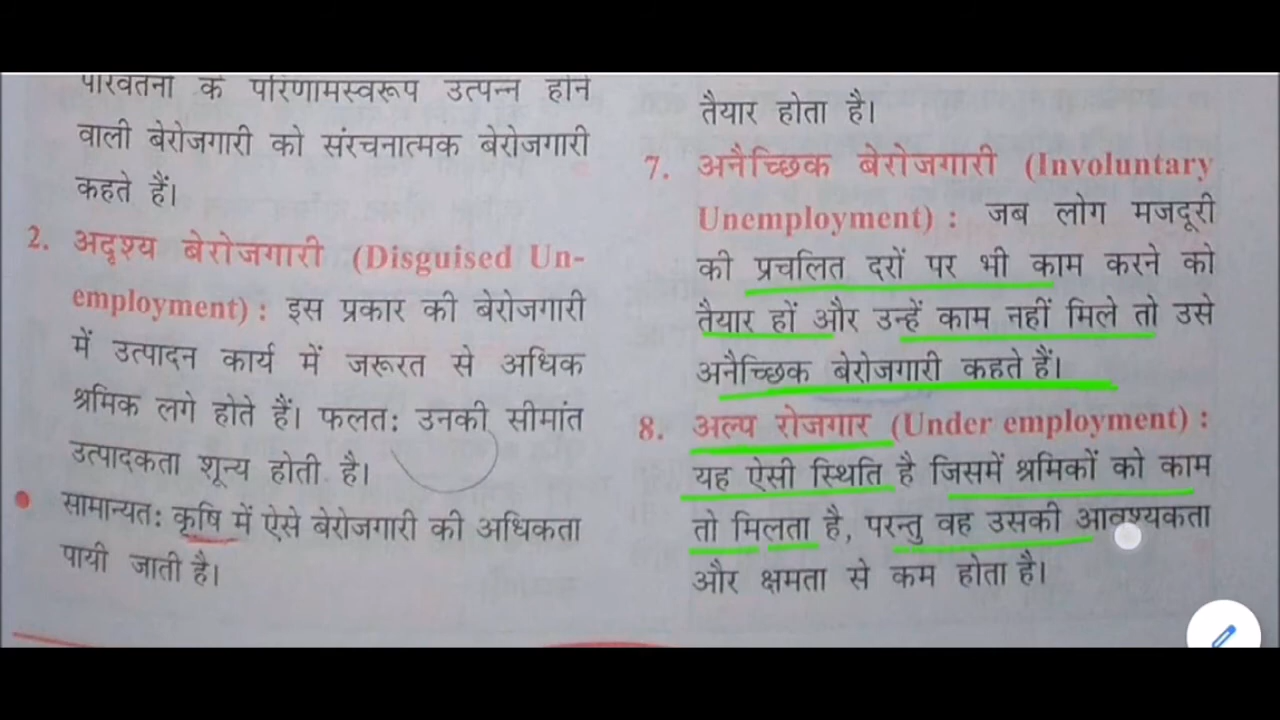 परिवर्तनों के परिणामस्वरूप उत्पन्न होने
वाली बेरोजगारी को संरचनात्मक बेरोजगारी
कहते हैं।
2. अदृश्य बेरोजगारी (Disguised Un-
employment) : इस प्रकार की बेरोजगारी
में उत्पादन कार्य में जरूरत से अधिक
श्रमिक लगे होते हैं। फलत: उनकी सीमांत
उत्पादकता शून्य होती है।
• सामान्यत: कृषि में ऐसे बेरोजगारी की अधिकता
पायी जाती है।
तैयार होता है।
7. अनैच्छिक बेरोजगारी (Involuntary
Unemployment) : जब लोग मजदूरी
की प्रचलित दरों पर भी काम करने को
तैयार हों और उन्हें काम नहीं मिले तो उसे
अनैच्छिक बेरोजगारी कहते हैं।
8. अल्प रोजगार (Under employment) :
यह ऐसी स्थिति है जिसमें श्रमिकों को काम
तो मिलता है, परन्तु वह उसकी आवश्यकता
और क्षमता से कम होता है।